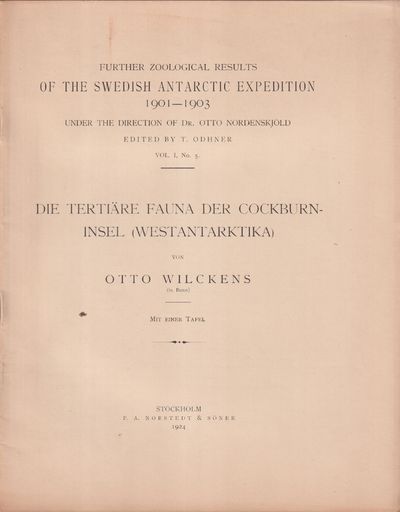 FURTHER ZOOLOGICAL RESULTS
OF THE SWEDISH ANTARCTIC EXPEDITION
1901—1903
UNDER THE DIRECTION OF DR. OTTO NORDENSKJÖLD
EDITED BY T. ODHNER
VOL. I. No. 5.
DIE TERTIÄRE FAUNA DER COCKBURN-
INSEL (WESTANTARKTIKA)
VON
OTTO WILCKENS
(in Bonn)
MIT EINER TAFEL
STOCKHOLM
P. A. NORSTEDT & SÖNER
1924